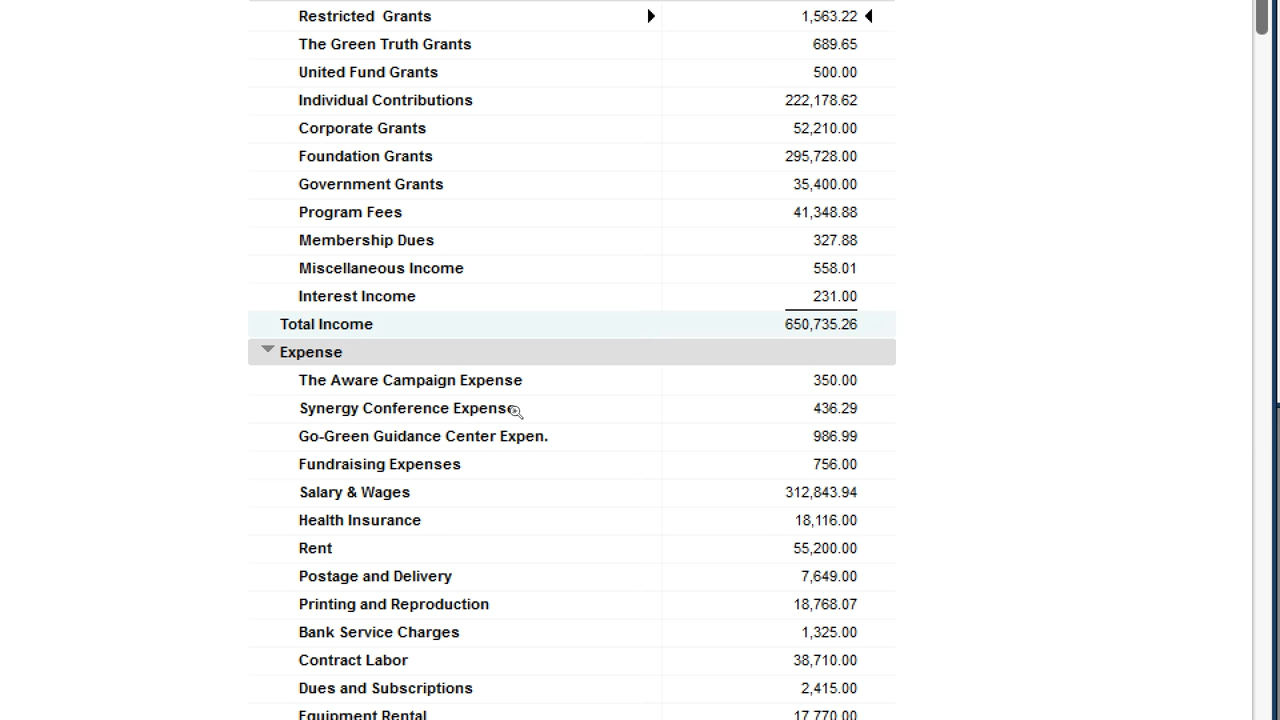 Restricted Grants 1,563.22
The Green Truth Grants 689.65
United Fund Grants 500.00
Individual Contributions 222,178.62
Corporate Grants 52,210.00
Foundation Grants 295,728.00
Government Grants 35,400.00
Program Fees 41,348.88
Membership Dues 327.88
Miscellaneous Income 558.01
Interest Income 231.00
Total Income 650,735.26
Expense
The Aware Campaign Expense 350.00
Synergy Conference Expense 436.29
Go-Green Guidance Center Expen. 986.99
Fundraising Expenses 756.00
Salary & Wages 312,843.94
Health Insurance 18,116.00
Rent 55,200.00
Postage and Delivery 7,649.00
Printing and Reproduction 18,768.07
Bank Service Charges 1,325.00
Contract Labor 38,710.00
Dues and Subscriptions 2,415.00
Equipment Rental 17,770.00